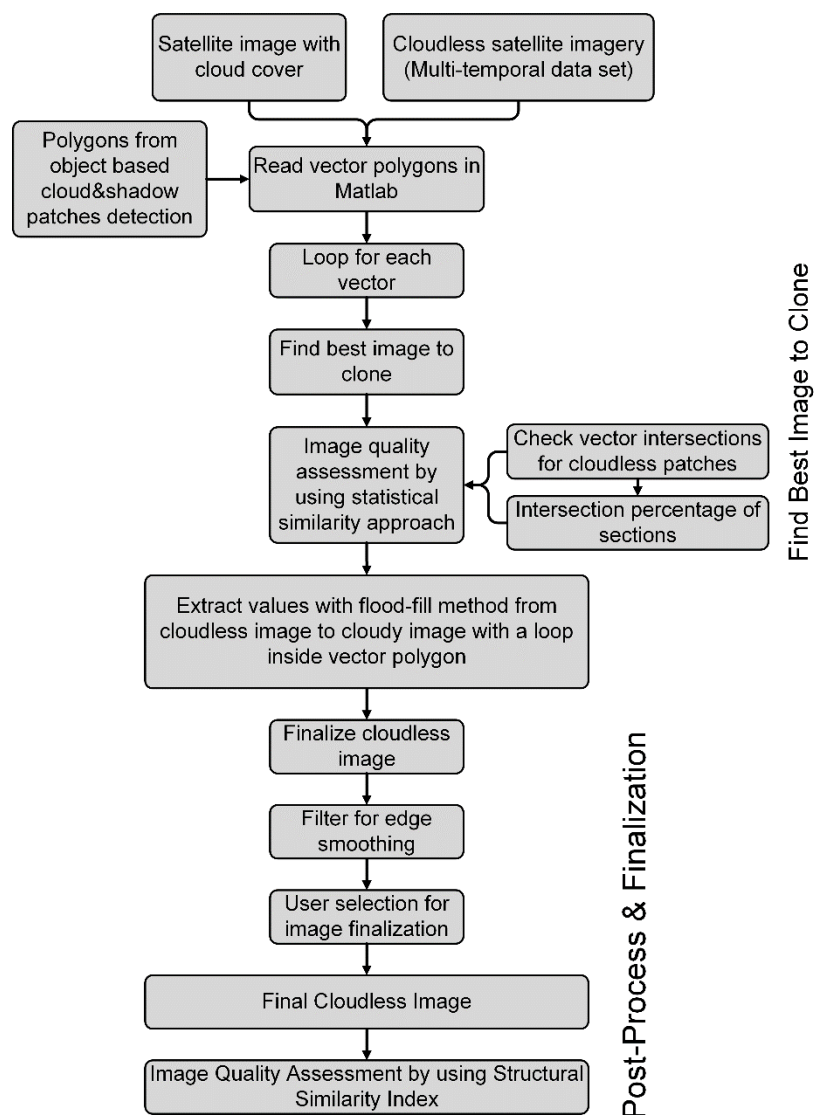 Satellite image with
cloud cover
Cloudless satellite imagery
(Multi-temporal data set)
Polygons from
object based
cloud&shadow
patches detection
Read vector polygons in
Matlab
Loop for each
vector
Find best image to
clone
Image quality
assessment by
using statistical
similarity approach
Check vector intersections
for cloudless patches
Intersection percentage of
sections
Find Best Image to Clone
Extract values with flood-fill method from
cloudless image to cloudy image with a loop
inside vector polygon
Finalize cloudless
image
Filter for edge
smoothing
User selection for
image finalization
Final Cloudless Image
Image Quality Assessment by using Structural
Similarity Index
Post-Process & Finalization